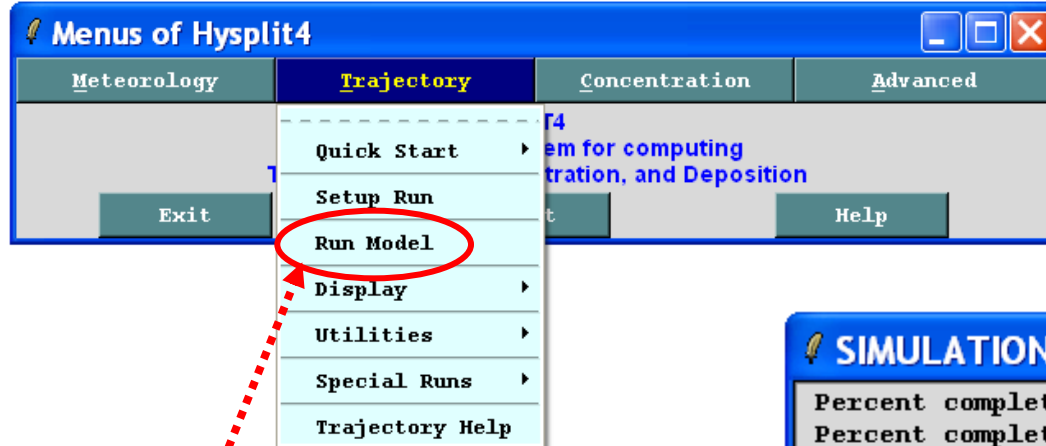 Menus of Hysplit4
Meteorology Trajectory Concentration Advanced
em for computing
tration, and Deposition
Exit Help
Quick Start
Setup Run
Run Model
Display
Utilities
Special Runs
Trajectory Help
SIMULATION
Percent complet
Percent complet